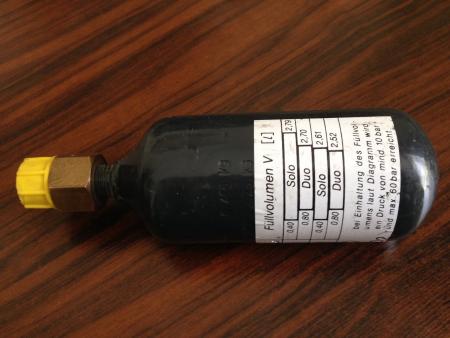 Füllvolumen V [l]
0,40 Solo 2,79
0,80 Duo 2,70
0,40 Solo 2,61
0,80 Duo 2,52
bei Einhaltung des Füllvol-
umens laut Diagramm wird
ein Druck von mind. 10 bar
und max. 60 bar erreicht.